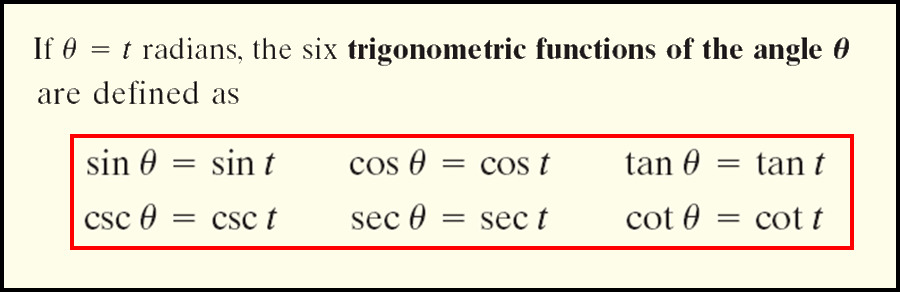 If θ = t radians, the six trigonometric functions of the angle θ
are defined as
sin θ = sin t cos θ = cos t tan θ = tan t
csc θ = csc t sec θ = sec t cot θ = cot t